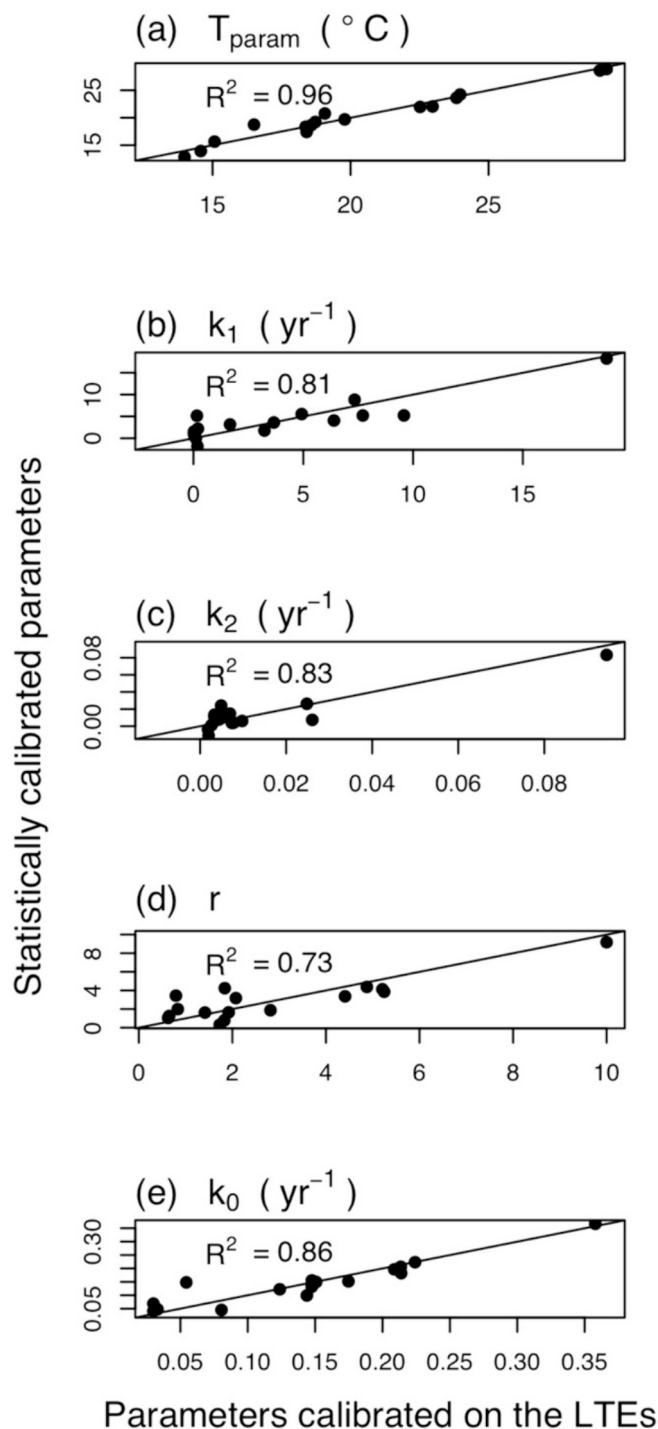 (a) T_param ( ° C)
R² = 0.96
25
15
15 20 25
(b) k₁ ( yr⁻¹ )
R² = 0.81
10
0
0 5 10 15
(c) k₂ ( yr⁻¹ )
R² = 0.83
0.08
0.00
0.00 0.02 0.04 0.06 0.08
(d) r
R² = 0.73
8
4
0
0 2 4 6 8 10
(e) k₀ ( yr⁻¹ )
R² = 0.86
0.30
0.05
0.05 0.10 0.15 0.20 0.25 0.30 0.35
Statistically calibrated parameters
Parameters calibrated on the LTEs